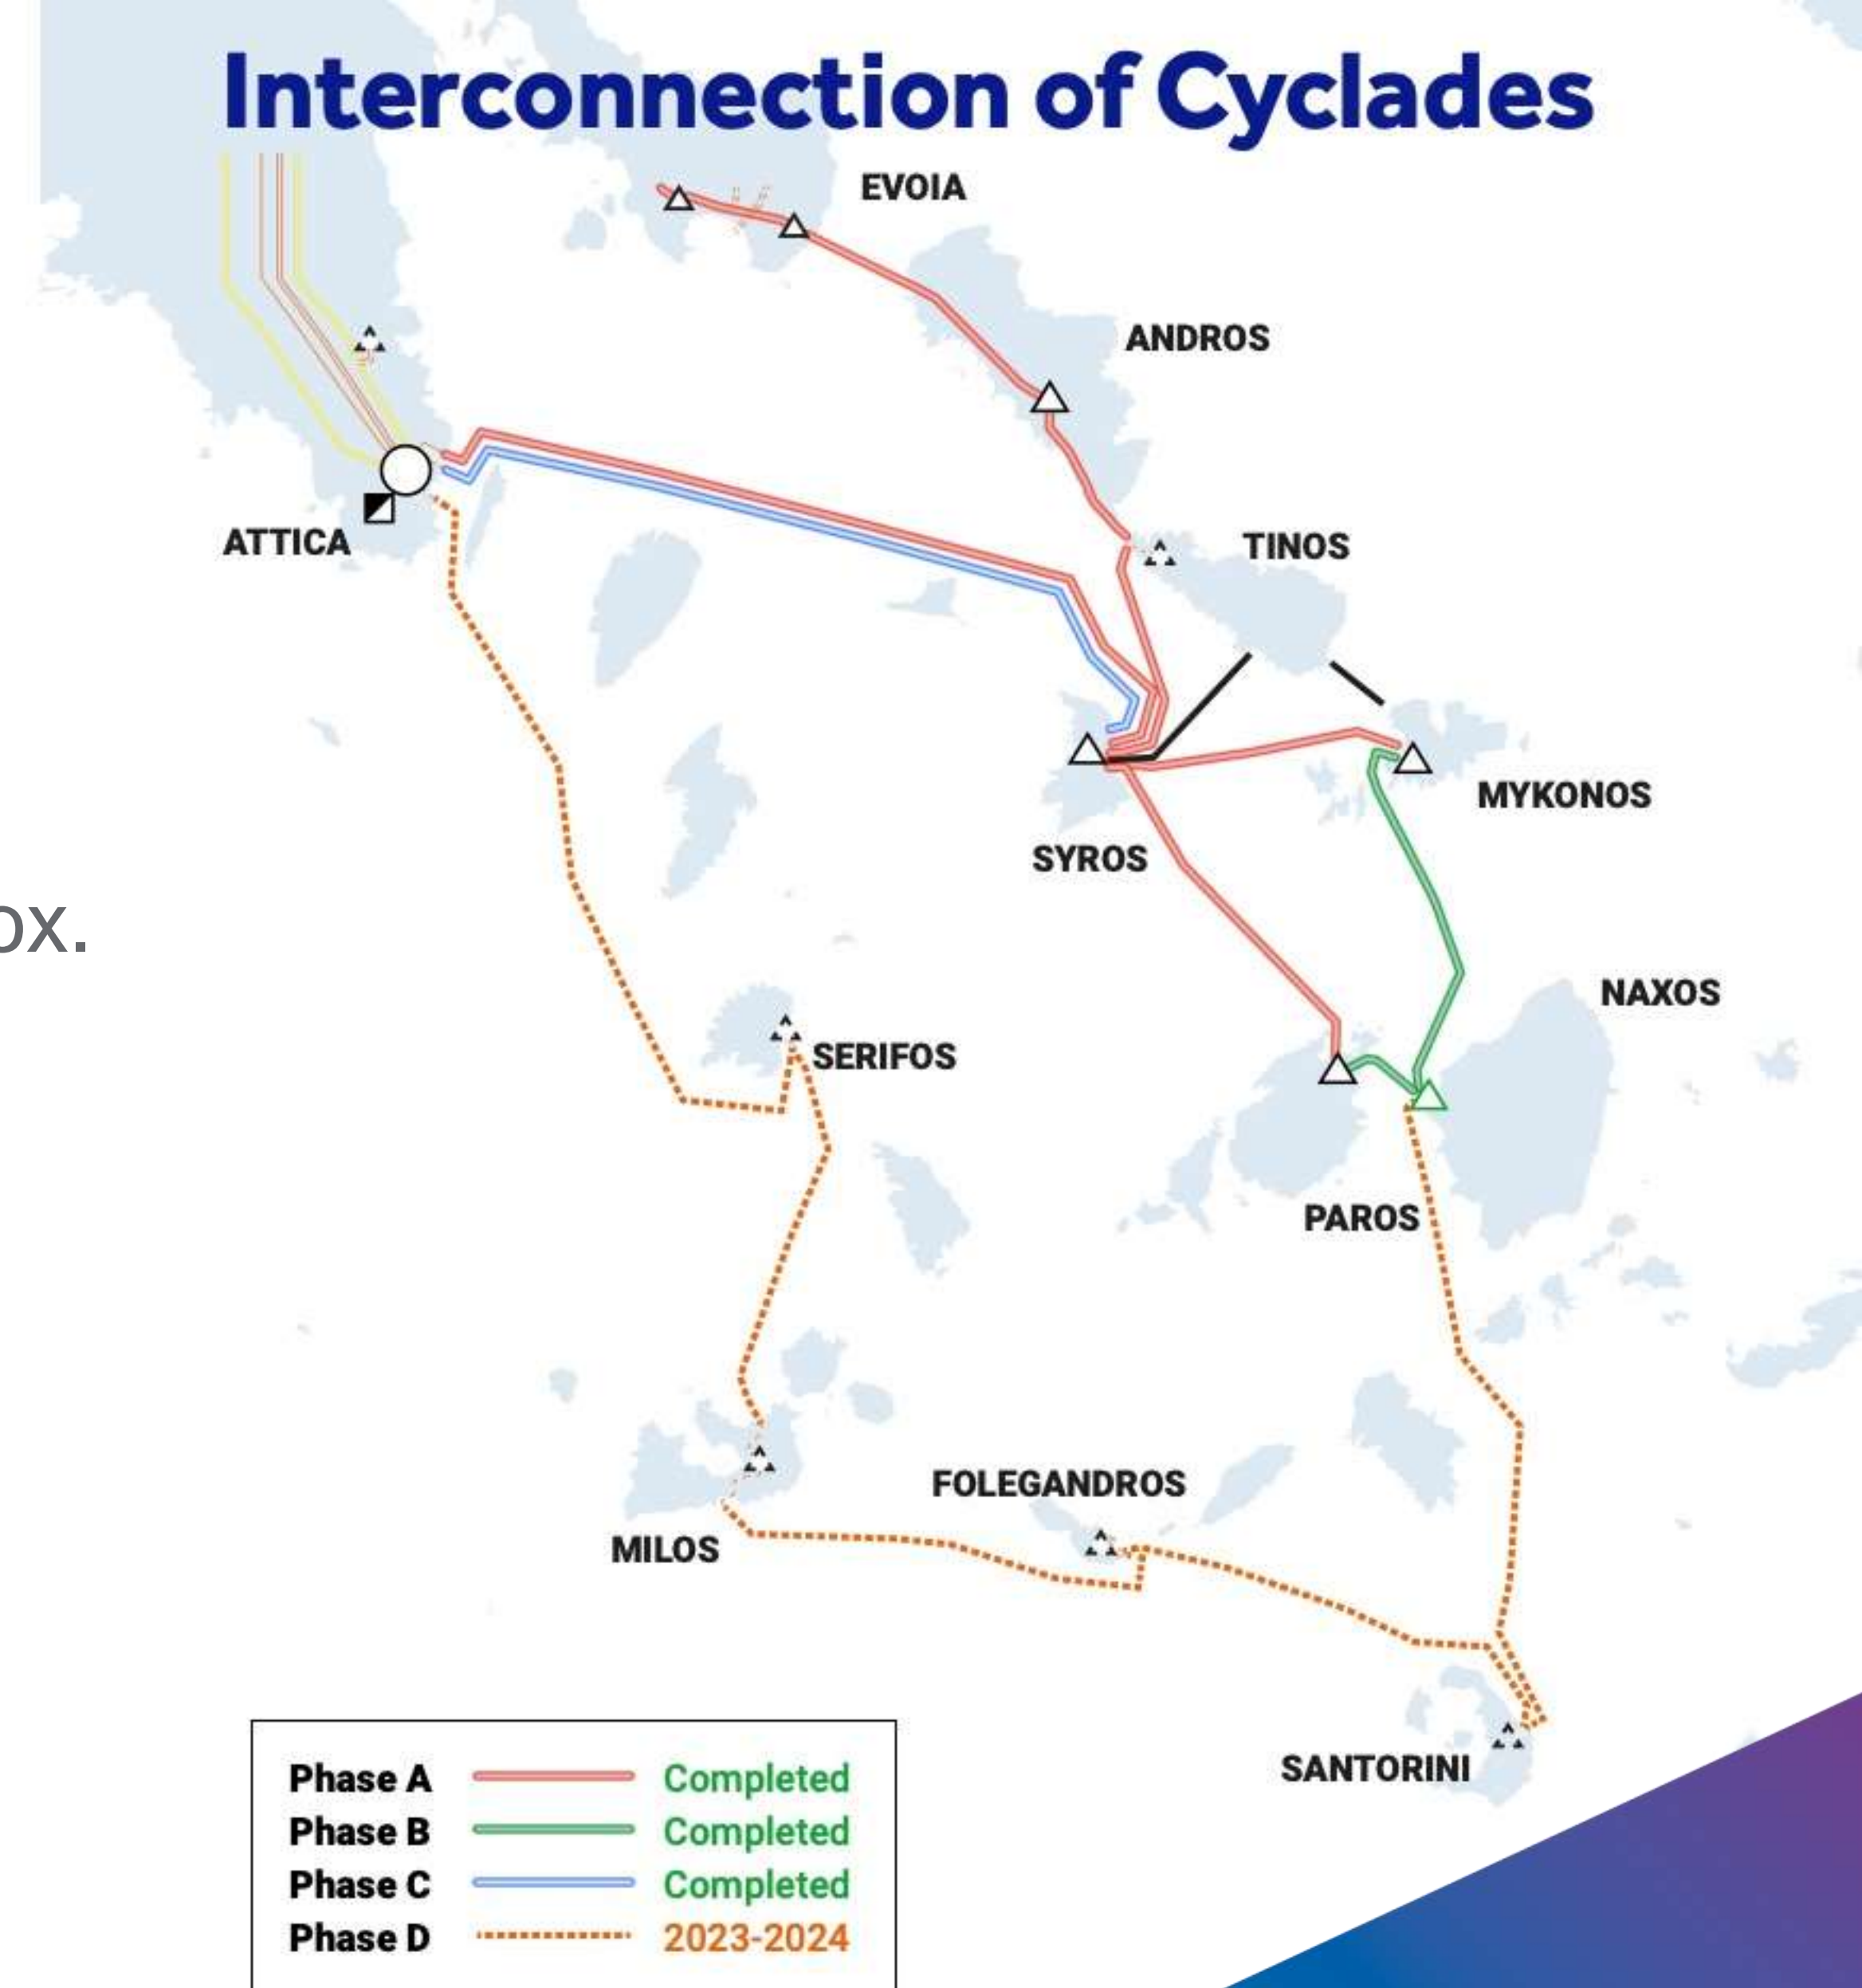 Interconnection of Cyclades
EVOIA
ANDROS
ATTICA
TINOS
MYKONOS
SYROS
ox.
NAXOS
SERIFOS
PAROS
FOLEGANDROS
MILOS
SANTORINI
Phase A Completed
Phase B Completed
Phase C Completed
Phase D 2023-2024